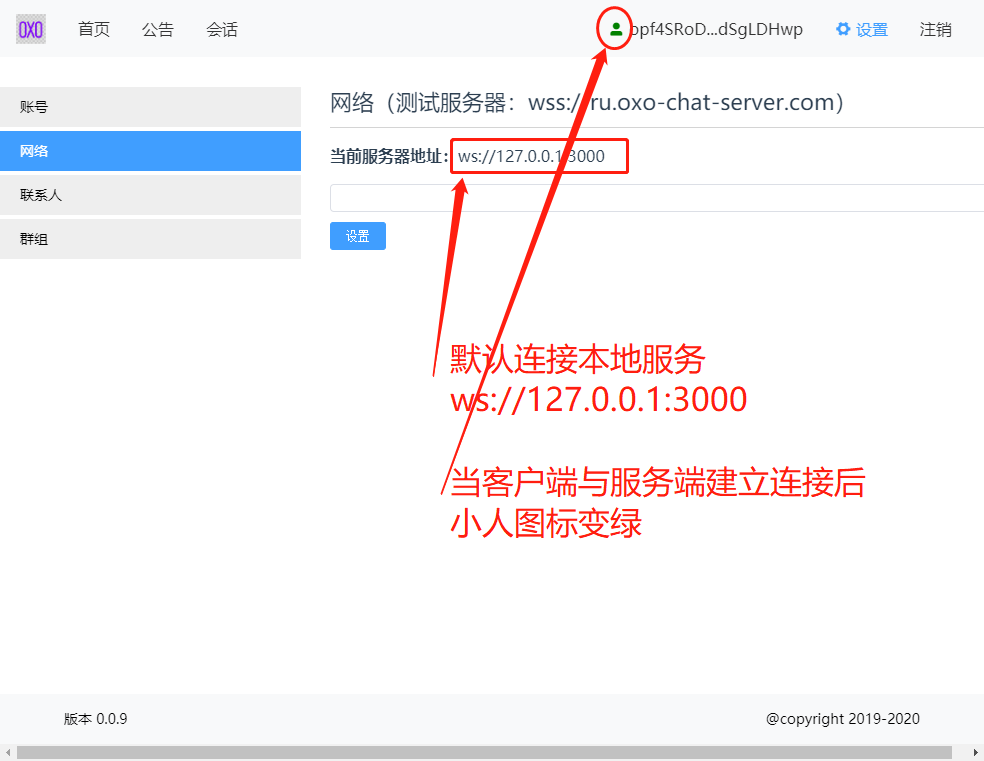 OXO 首页 公告 会话 opf4SRoD...dSgLDHwp 设置 注销
账号
网络
联系人
群组
网络（测试服务器：wss://ru.oxo-chat-server.com）
当前服务器地址：ws://127.0.0.1:3000
设置
默认连接本地服务
ws://127.0.0.1:3000
当客户端与服务端建立连接后
小人图标变绿
版本 0.0.9 @copyright 2019-2020